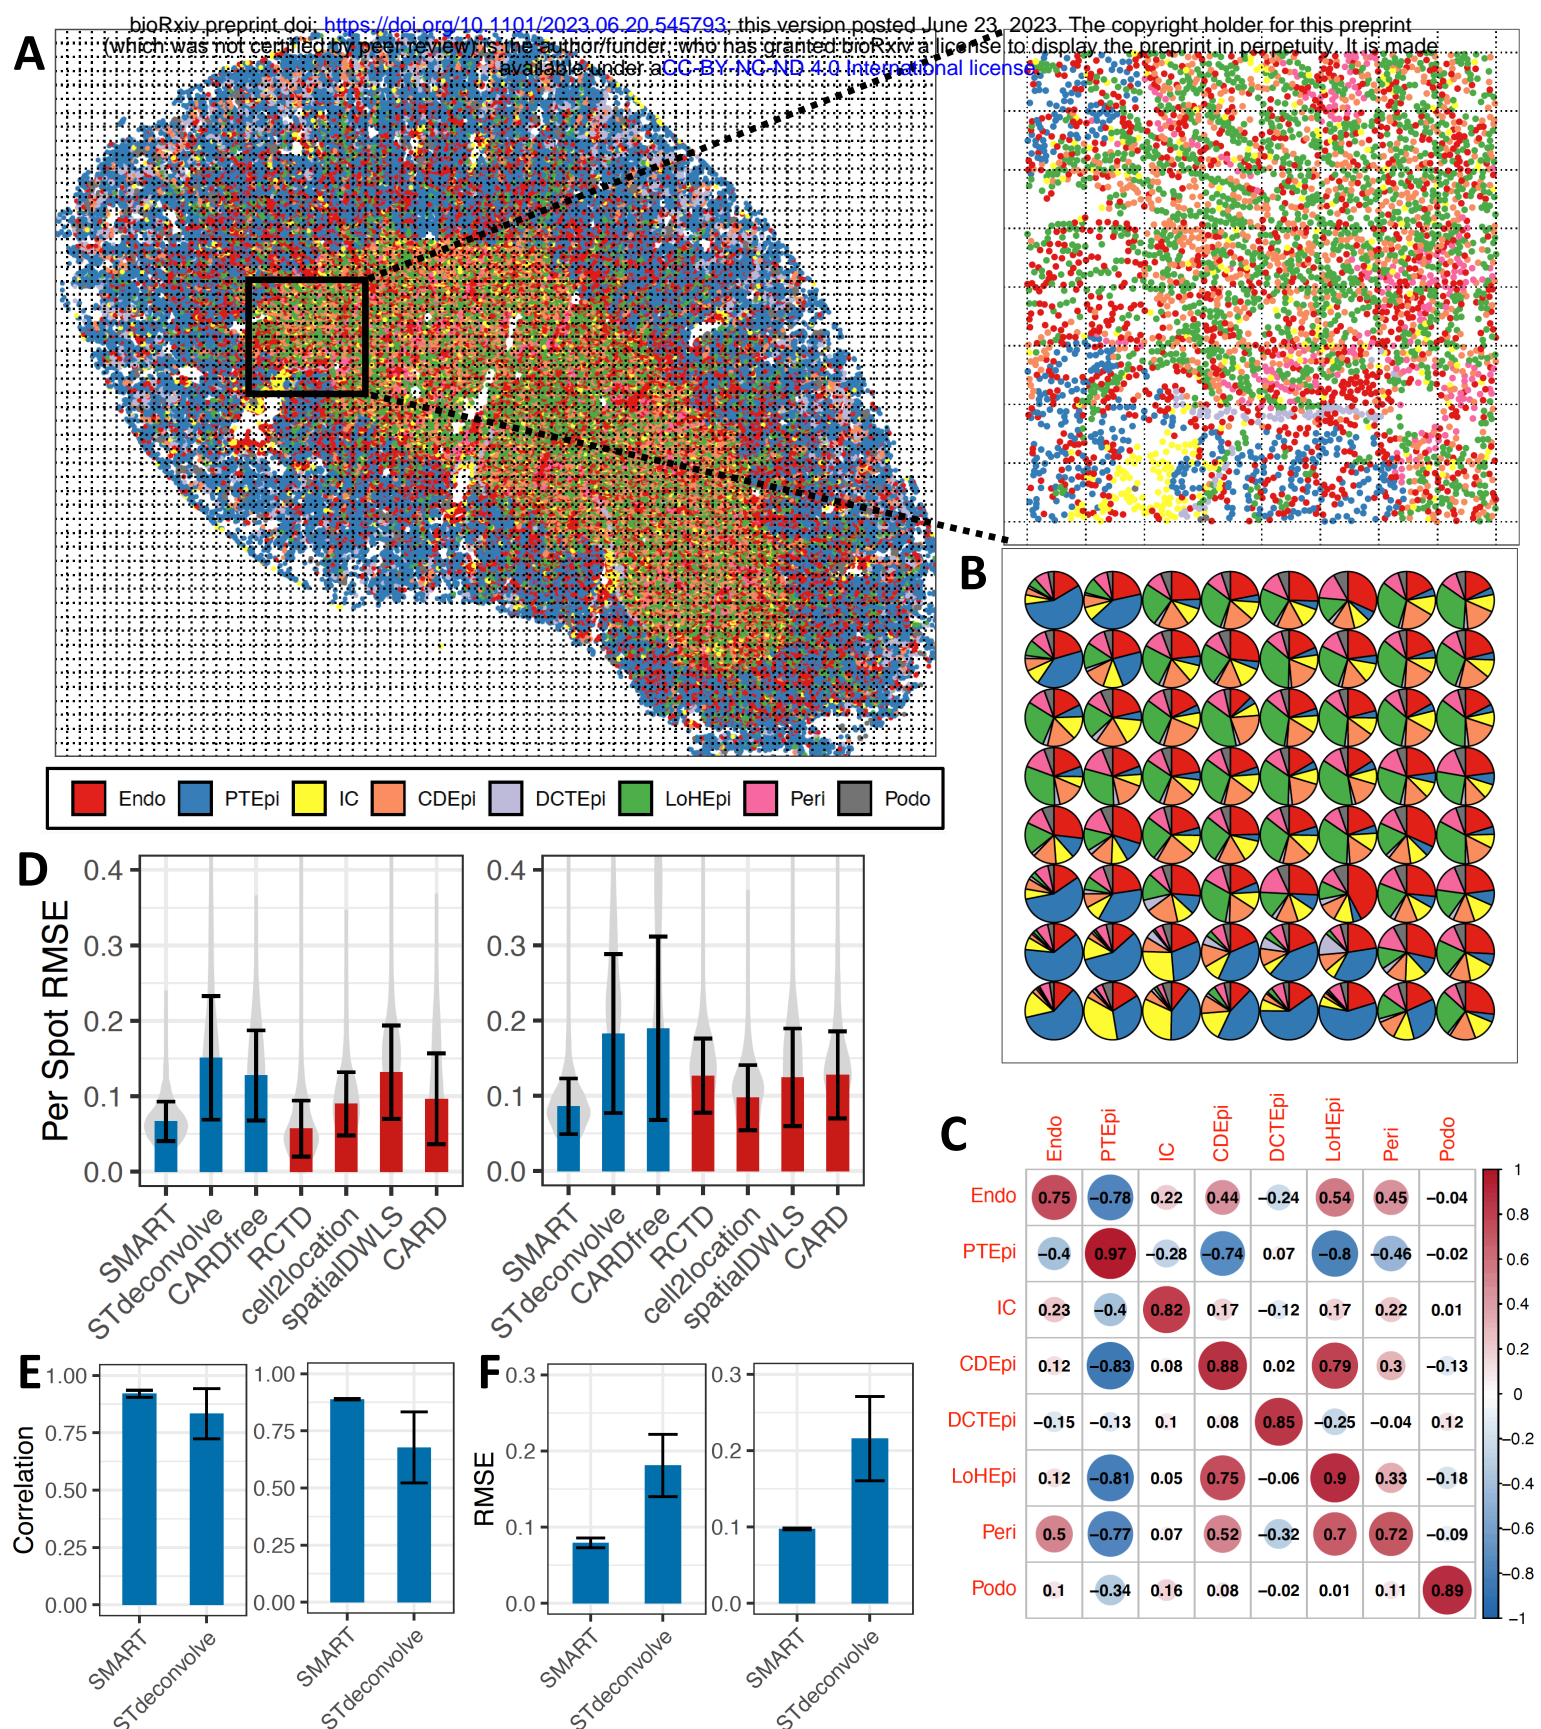 bioRxiv preprint doi: https://doi.org/10.1101/2023.06.20.545793; this version posted June 23, 2023. The copyright holder for this preprint
(which was not certified by peer review) is the author/funder, who has granted bioRxiv a license to display the preprint in perpetuity. It is made
available under aCC-BY-NC-ND 4.0 International license.
A
Endo PTEpi IC CDEpi DCTEpi LoHEpi Peri Podo
B
D
Per Spot RMSE
0.4
0.3
0.2
0.1
0.0
SMART
STdeconvolve
CARDfree
RCTD
cell2location
spatialDWLS
CARD
0.4
0.3
0.2
0.1
0.0
SMART
STdeconvolve
CARDfree
RCTD
cell2location
spatialDWLS
CARD
C
Endo PTEpi IC CDEpi DCTEpi LoHEpi Peri Podo
Endo 0.75 −0.78 0.22 0.44 −0.24 0.54 0.45 −0.04
PTEpi −0.4 0.97 −0.28 −0.74 0.07 −0.8 −0.46 −0.02
IC 0.23 −0.4 0.82 0.17 −0.12 0.17 0.22 0.01
CDEpi 0.12 −0.83 0.08 0.88 0.02 0.79 0.3 −0.13
DCTEpi −0.15 −0.13 0.1 0.08 0.85 −0.25 −0.04 0.12
LoHEpi 0.12 −0.81 0.05 0.75 −0.06 0.9 0.33 −0.18
Peri 0.5 −0.77 0.07 0.52 −0.32 0.7 0.72 −0.09
Podo 0.1 −0.34 0.16 0.08 −0.02 0.01 0.11 0.89
1
0.8
0.6
0.4
0.2
0
−0.2
−0.4
−0.6
−0.8
−1
E
Correlation
1.00
0.75
0.50
0.25
0.00
SMART
STdeconvolve
1.00
0.75
0.50
0.25
0.00
SMART
STdeconvolve
F
RMSE
0.3
0.2
0.1
0.0
SMART
STdeconvolve
0.3
0.2
0.1
0.0
SMART
STdeconvolve